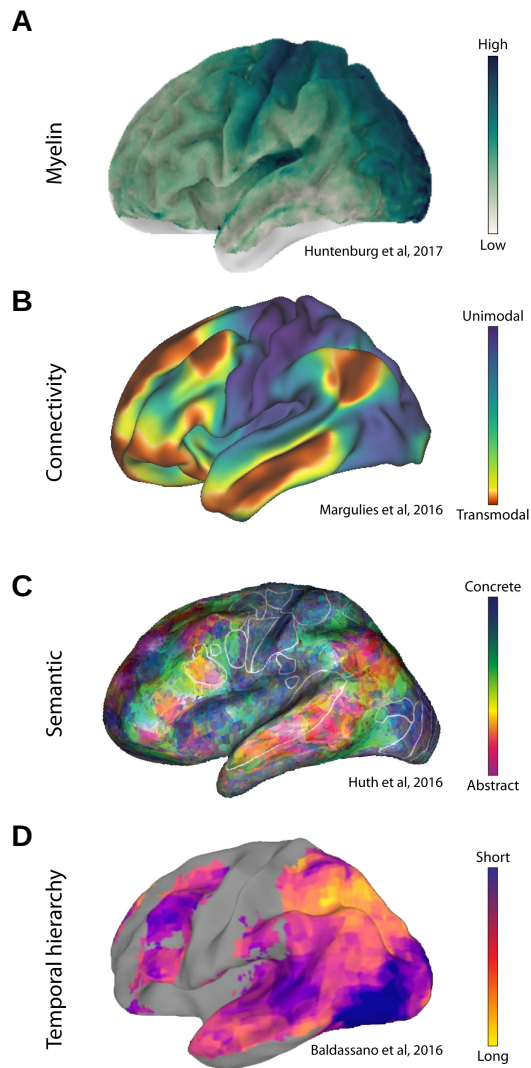 A
Myelin
High
Low
Huntenburg et al, 2017
B
Connectivity
Unimodal
Transmodal
Margulies et al, 2016
C
Semantic
Concrete
Abstract
Huth et al, 2016
D
Temporal hierarchy
Short
Long
Baldassano et al, 2016